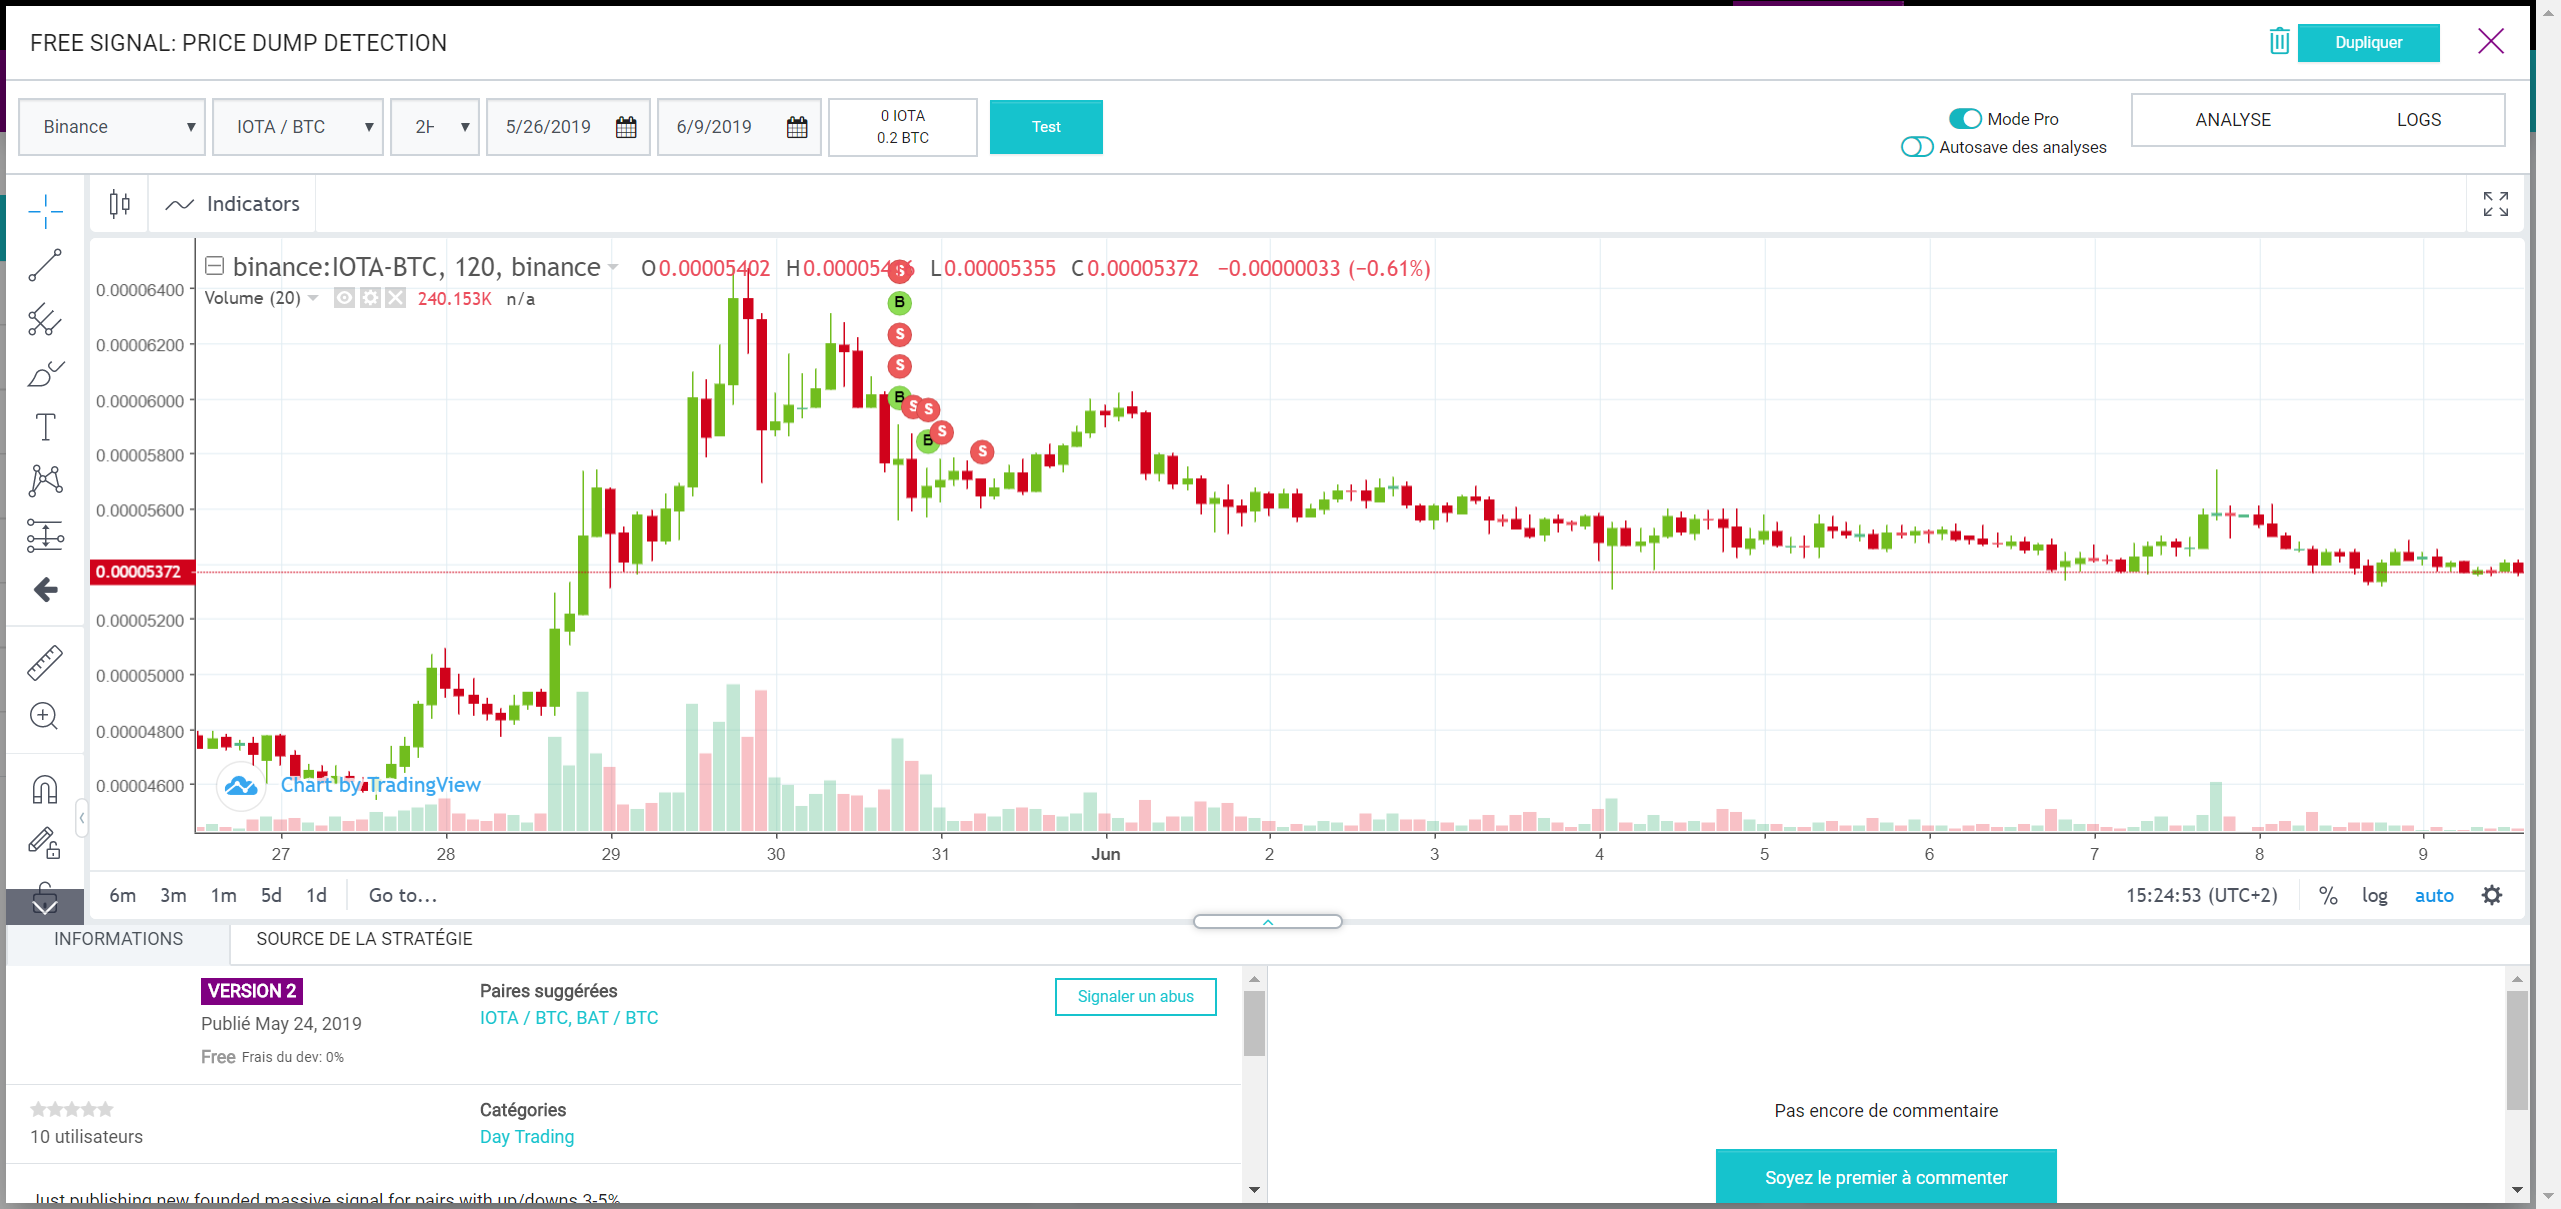 FREE SIGNAL: PRICE DUMP DETECTION
Dupliquer
Binance
IOTA / BTC
5/26/2019
6/9/2019
0 IOTA
0.2 BTC
Test
Mode Pro
Autosave des analyses
ANALYSE
LOGS
Indicators
binance:IOTA-BTC, 120, binance O0.00005402 L0.00005355 C0.00005372 −0.00000033 (−0.61%)
Volume (20) 240.153K n/a
S
B
S
S
B
S
S
B
S
S
0.00006400
0.00006200
0.00006000
0.00005800
0.00005600
0.00005372
0.00005200
0.00005000
0.00004800
0.00004600
Chart by TradingView
27 28 29 30 31 Jun 2 3 4 5 6 7 8 9
6m 3m 1m 5d 1d Go to...
15:24:53 (UTC+2) % log auto
INFORMATIONS
SOURCE DE LA STRATÉGIE
VERSION 2
Publié May 24, 2019
Free Frais du dev: 0%
Paires suggérées
IOTA / BTC, BAT / BTC
Signaler un abus
10 utilisateurs
Catégories
Day Trading
Just publishing new founded massive signal for pairs with up/downs 3-5%
Pas encore de commentaire
Soyez le premier à commenter